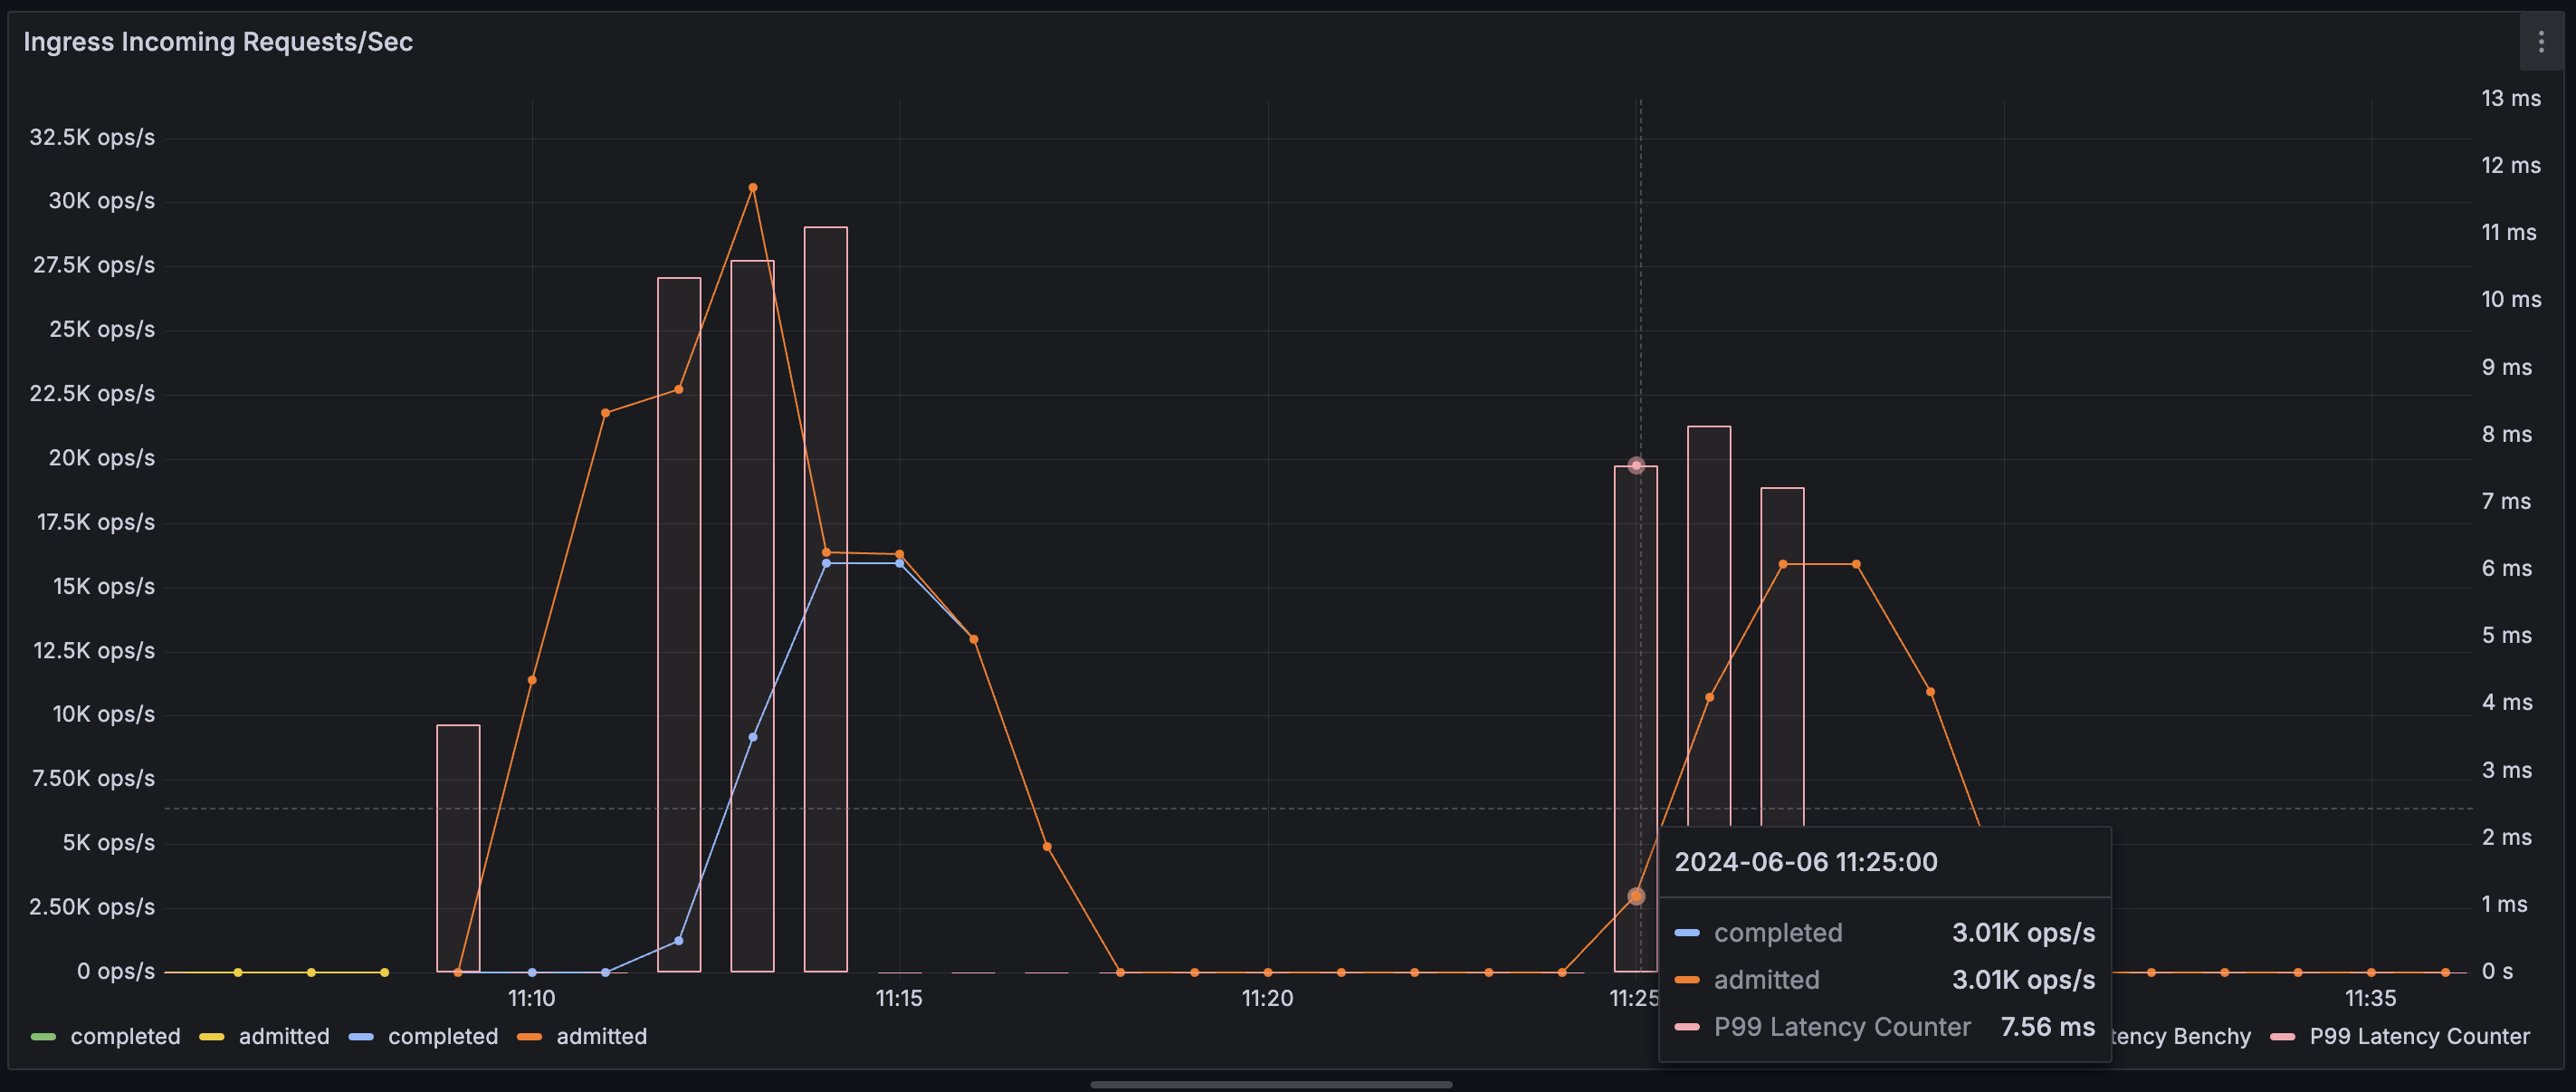 Ingress Incoming Requests/Sec
32.5K ops/s
30K ops/s
27.5K ops/s
25K ops/s
22.5K ops/s
20K ops/s
17.5K ops/s
15K ops/s
12.5K ops/s
10K ops/s
7.50K ops/s
5K ops/s
2.50K ops/s
0 ops/s
13 ms
12 ms
11 ms
10 ms
9 ms
8 ms
7 ms
6 ms
5 ms
4 ms
3 ms
2 ms
1 ms
0 s
11:10 11:15 11:20 11:25 11:35
2024-06-06 11:25:00
completed 3.01K ops/s
admitted 3.01K ops/s
P99 Latency Counter 7.56 ms
completed admitted completed admitted Benchy P99 Latency Counter